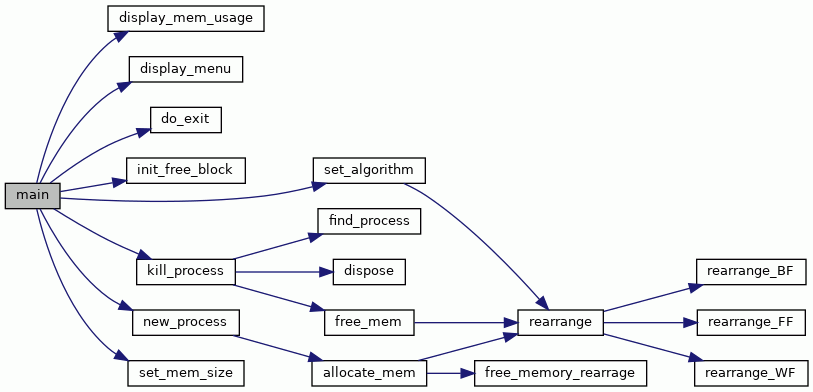 display_mem_usage
display_menu
do_exit
init_free_block
set_algorithm
main
find_process
kill_process
dispose
rearrange_BF
new_process
free_mem
rearrange
rearrange_FF
set_mem_size
allocate_mem
free_memory_rearrage
rearrange_WF